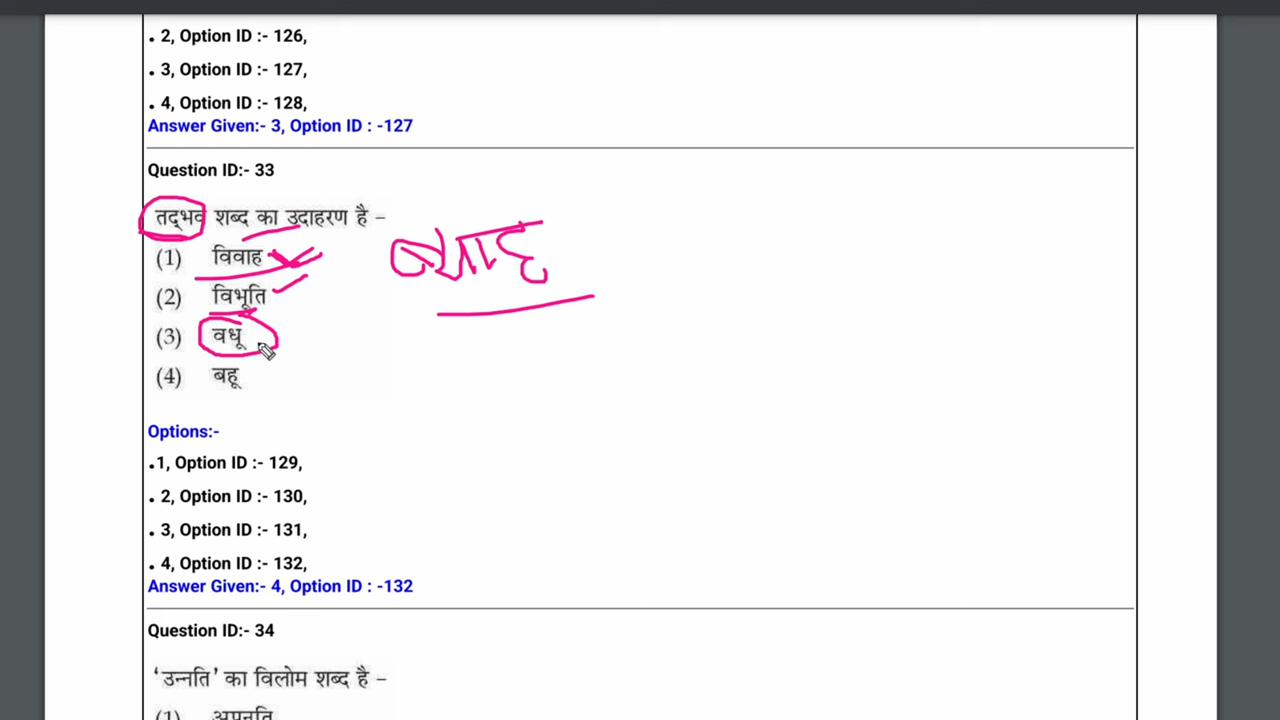 . 2, Option ID :- 126,
. 3, Option ID :- 127,
. 4, Option ID :- 128,
Answer Given:- 3, Option ID : -127
Question ID:- 33
तद्भव शब्द का उदाहरण है –
(1) विवाह ब्याह
(2) विभूति
(3) वधू
(4) बहू
Options:-
.1, Option ID :- 129,
. 2, Option ID :- 130,
. 3, Option ID :- 131,
. 4, Option ID :- 132,
Answer Given:- 4, Option ID : -132
Question ID:- 34
‘उन्नति’ का विलोम शब्द है –
(1) अपनति